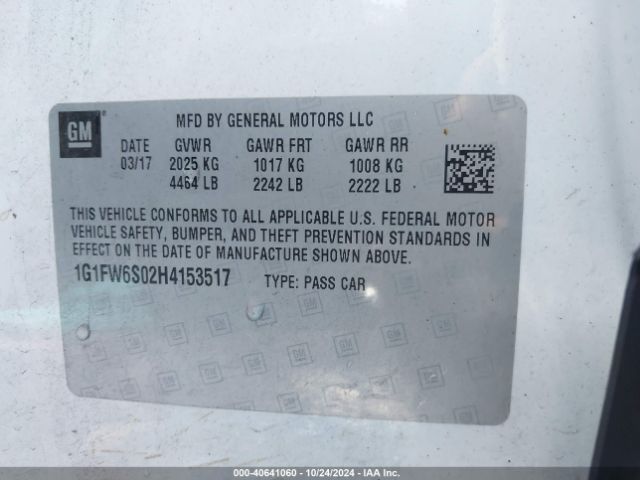 GM
MFD BY GENERAL MOTORS LLC
DATE GVWR GAWR FRT GAWR RR
03/17 2025 KG 1017 KG 1008 KG
4464 LB 2242 LB 2222 LB
THIS VEHICLE CONFORMS TO ALL APPLICABLE U.S. FEDERAL MOTOR
VEHICLE SAFETY, BUMPER, AND THEFT PREVENTION STANDARDS IN
EFFECT ON THE DATE OF MANUFACTURE SHOWN ABOVE.
1G1FW6S02H4153517 TYPE: PASS CAR
000-40641060 - 10/24/2024 - IAA Inc.